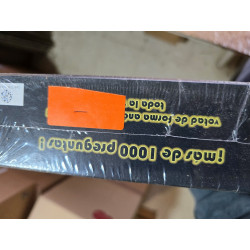 ¡más de 1000 preguntas!
votad de forma
toda la